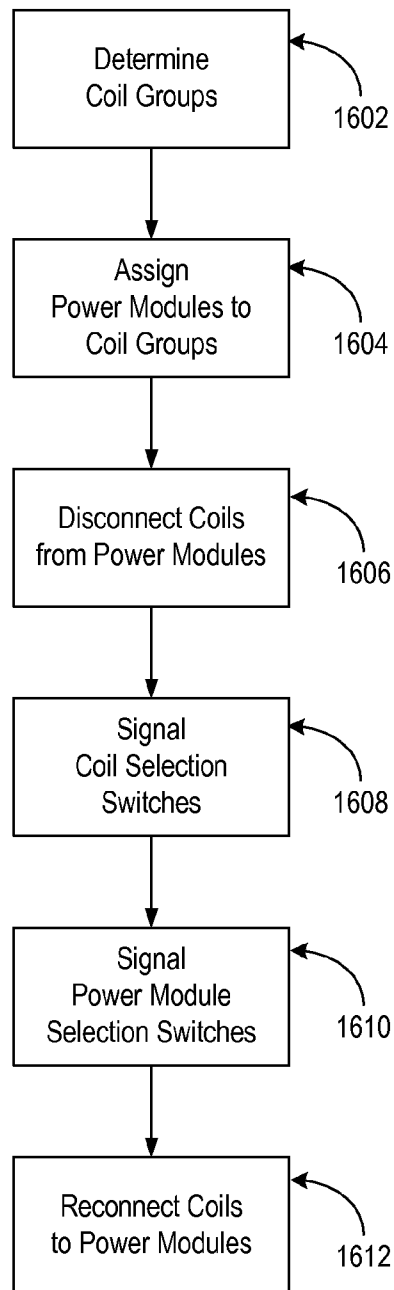 Determine
Coil Groups
1602
Assign
Power Modules to
Coil Groups
1604
Disconnect Coils
from Power Modules
1606
Signal
Coil Selection
Switches
1608
Signal
Power Module
Selection Switches
1610
Reconnect Coils
to Power Modules
1612